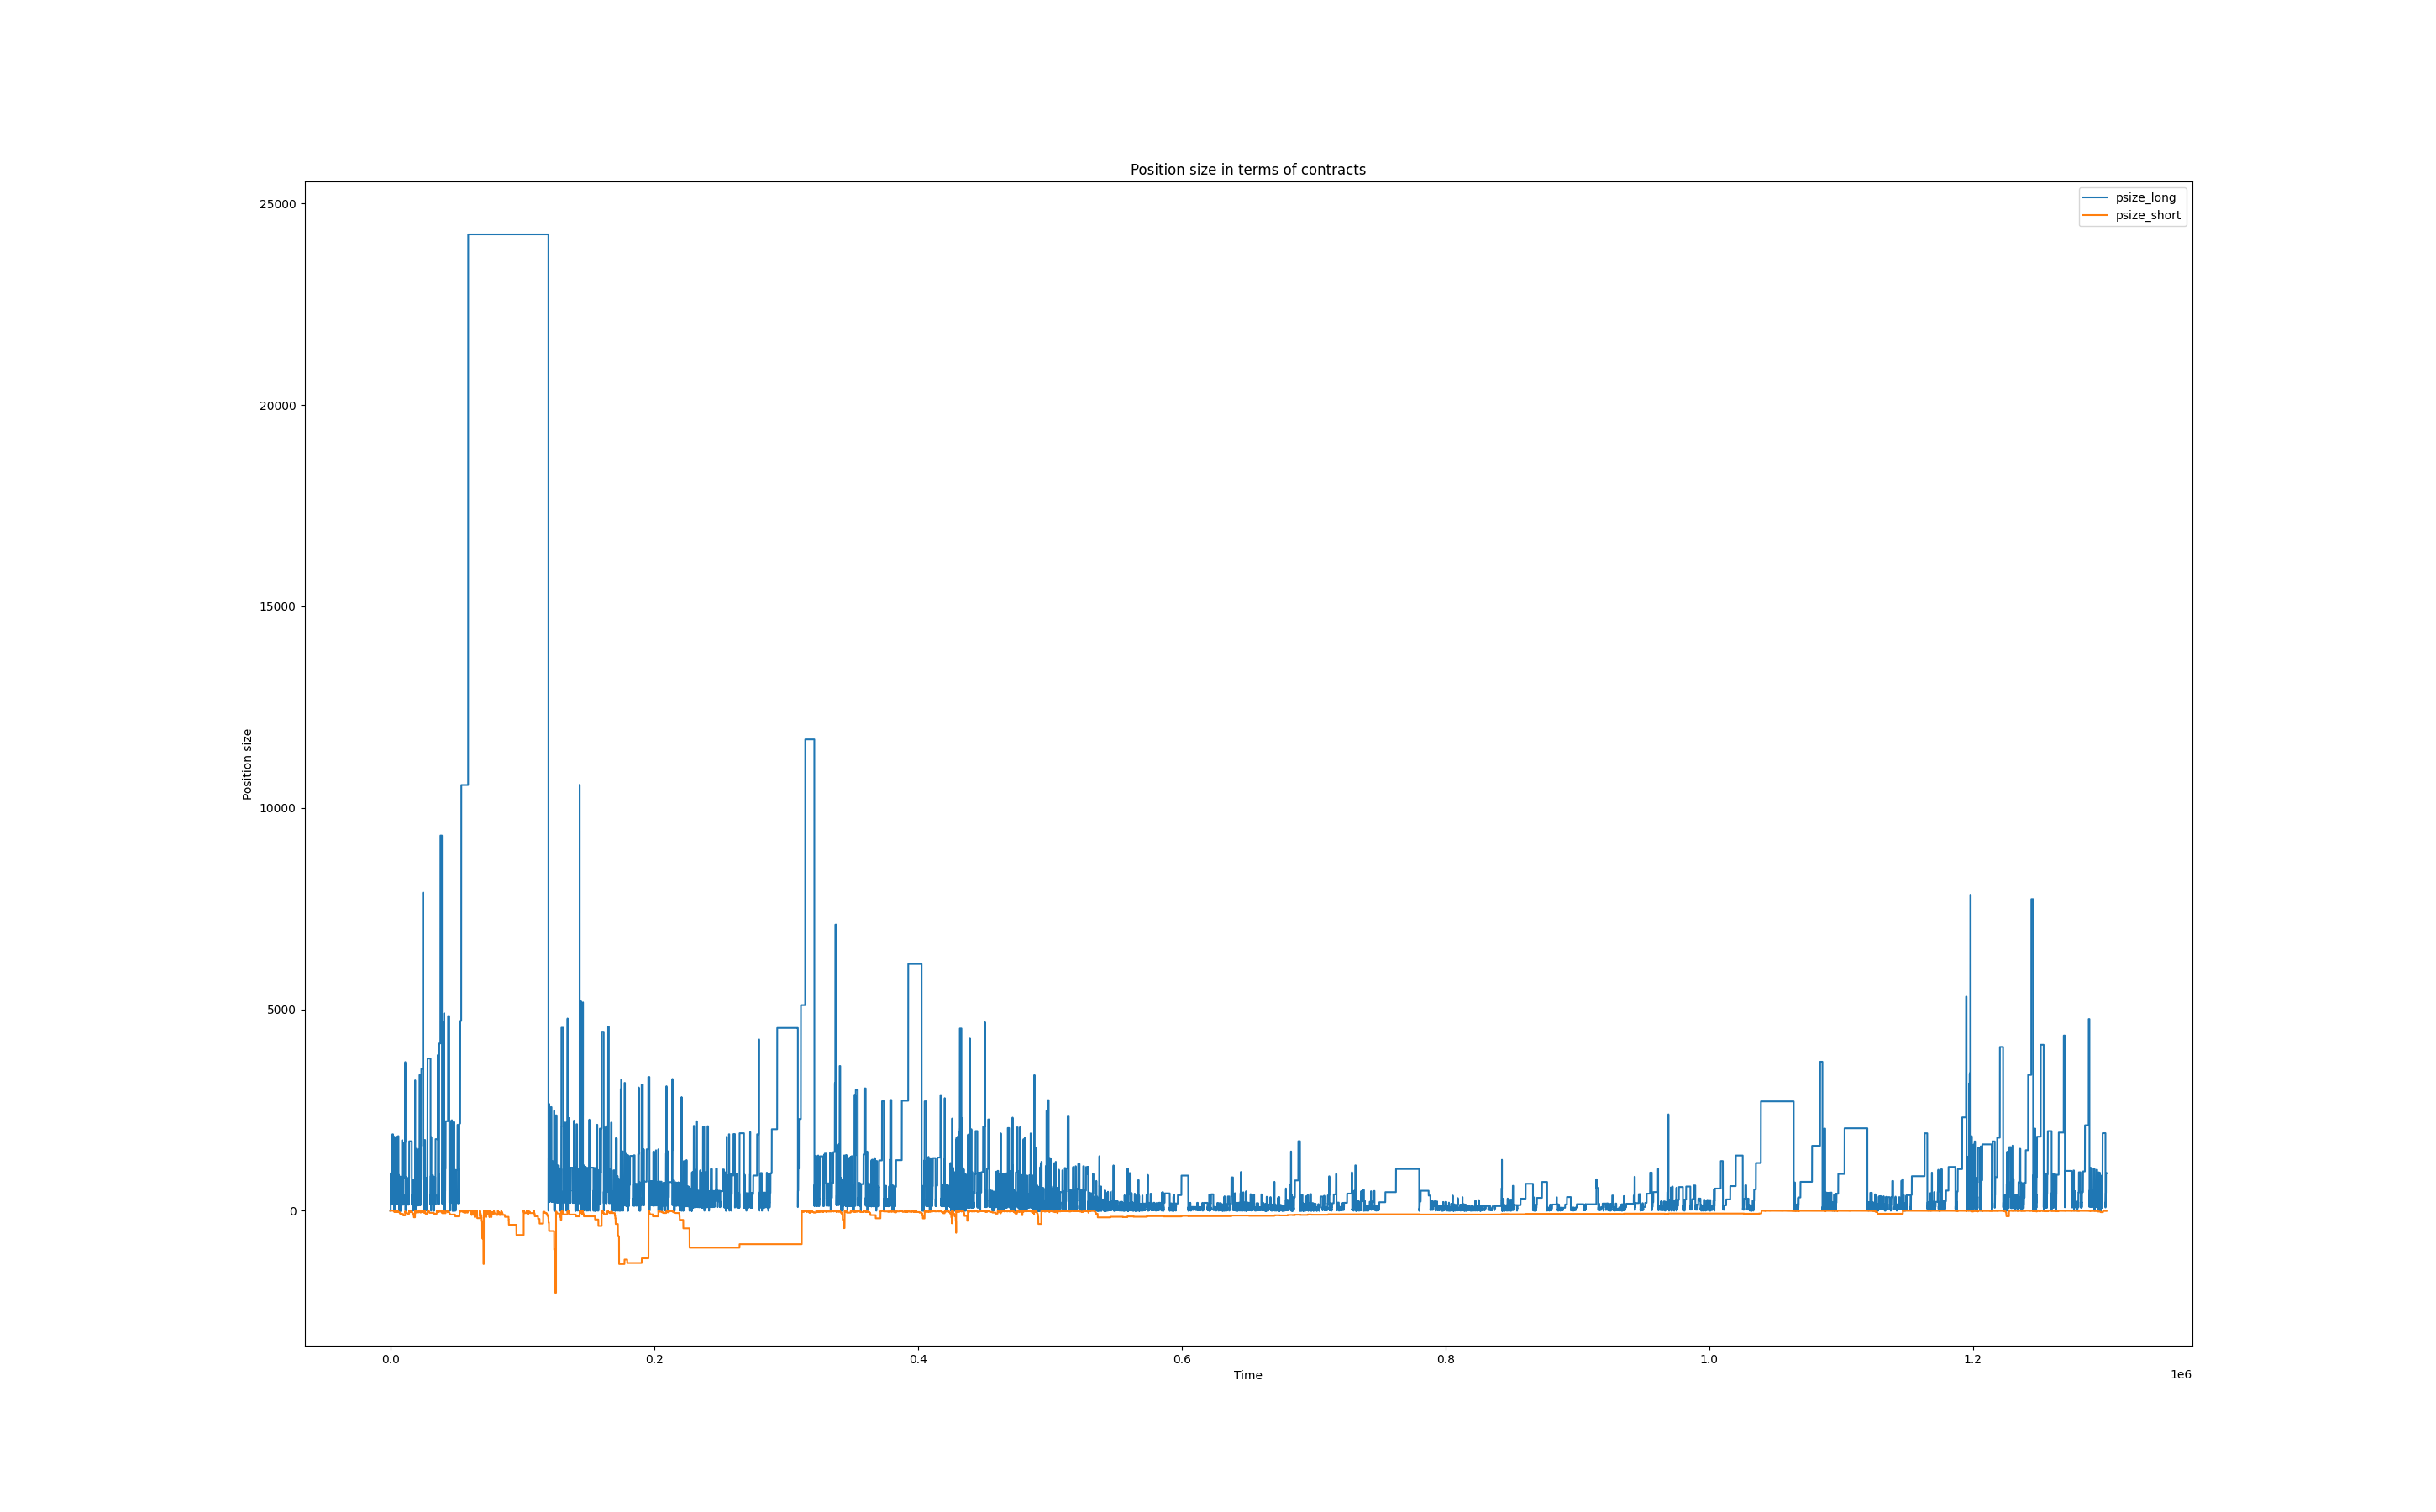 Position size in terms of contracts
psize_long
psize_short
Position size
25000
20000
15000
10000
5000
0
0.0 0.2 0.4 0.6 0.8 1.0 1.2
1e6
Time